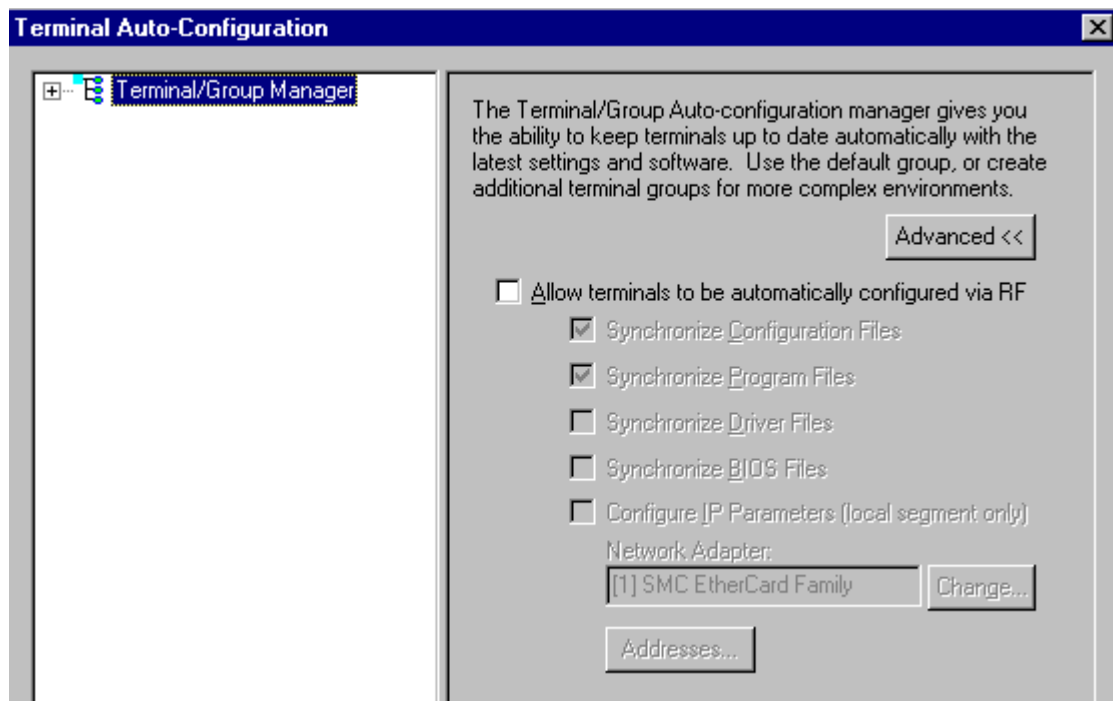 Terminal Auto-Configuration
Terminal/Group Manager
The Terminal/Group Auto-configuration manager gives you
the ability to keep terminals up to date automatically with the
latest settings and software. Use the default group, or create
additional terminal groups for more complex environments.
Advanced <<
Allow terminals to be automatically configured via RF
Synchronize Configuration Files
Synchronize Program Files
Synchronize Driver Files
Synchronize BIOS Files
Configure IP Parameters (local segment only)
Network Adapter:
[1] SMC EtherCard Family
Change...
Addresses...